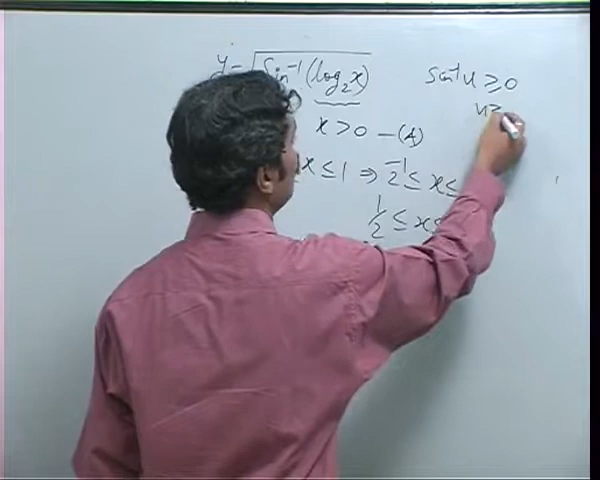 y = √Sin⁻¹(log₂x)
x > 0 — (A)
x ≤ 1 ⇒ 2⁻¹ ≤ x ≤
1/2 ≤ x ≤
Sin⁻¹u ≥ 0
u ≥